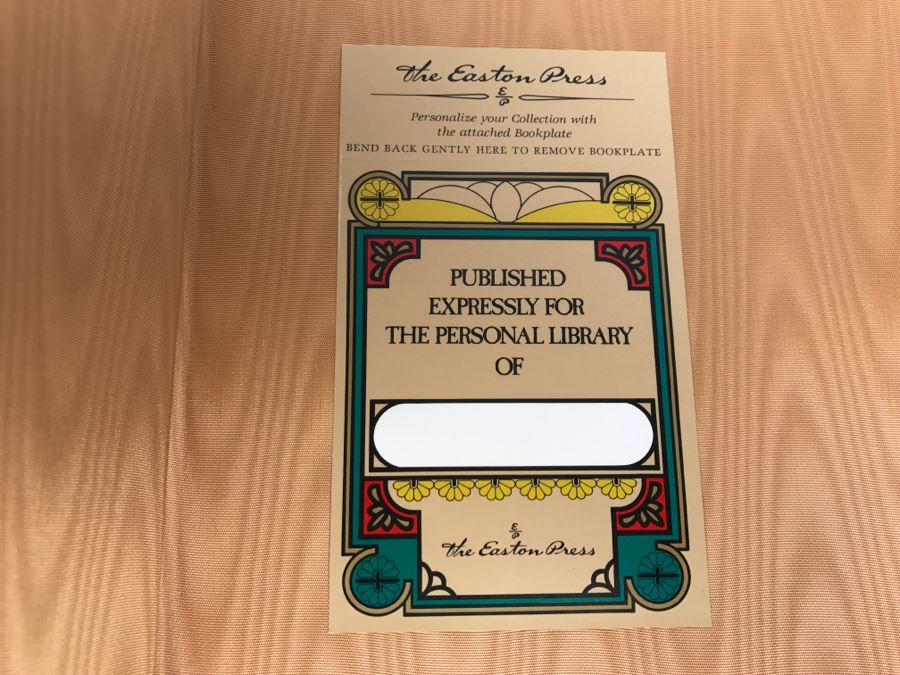 The Easton Press
E
P
Personalize your Collection with
the attached Bookplate
BEND BACK GENTLY HERE TO REMOVE BOOKPLATE
PUBLISHED
EXPRESSLY FOR
THE PERSONAL LIBRARY
OF
E
P
The Easton Press